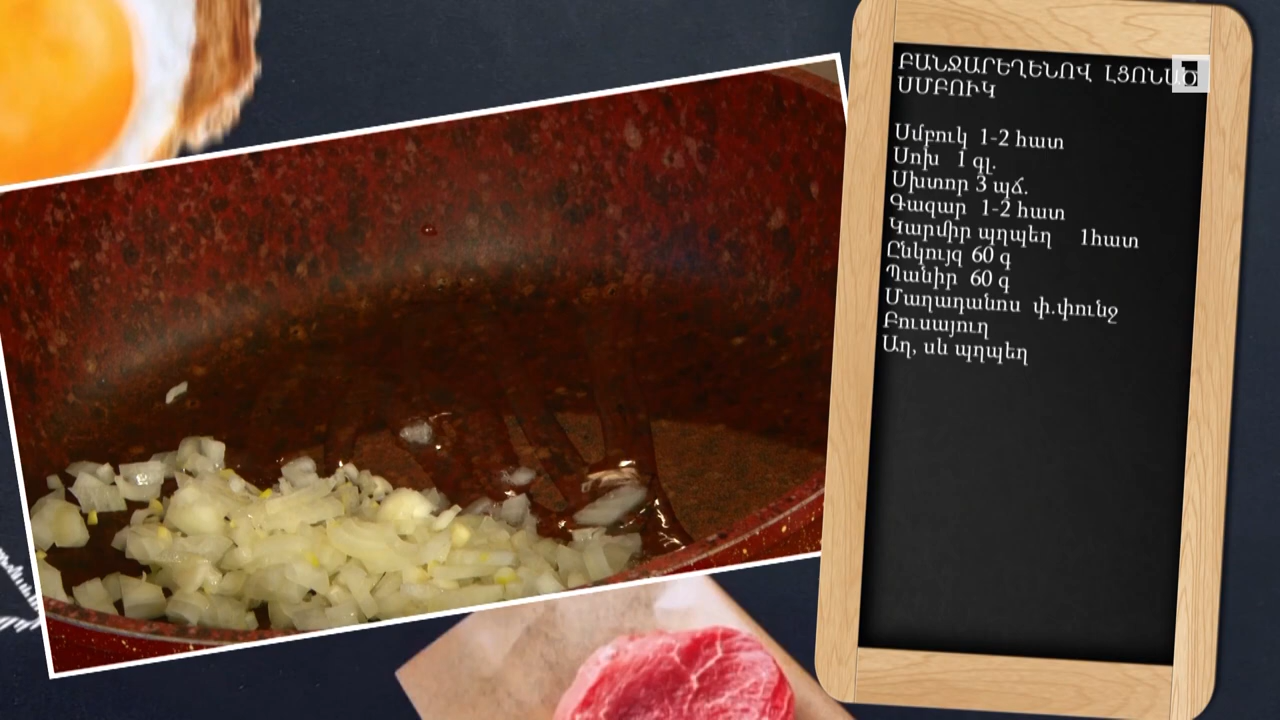 ԲԱՆՋԱՐԵՂԵՆՈՎ ԼՑՈՆԱԾ
ՍՄԲՈՒԿ
Սմբուկ 1-2 հատ
Սոխ 1 գլ.
Սխտոր 3 պճ.
Գազար 1-2 հատ
Կարմիր պղպեղ 1հատ
Ընկույզ 60 գ
Պանիր 60 գ
Մաղադանոս փ.փունջ
Բուսայուղ
Աղ, սև պղպեղ